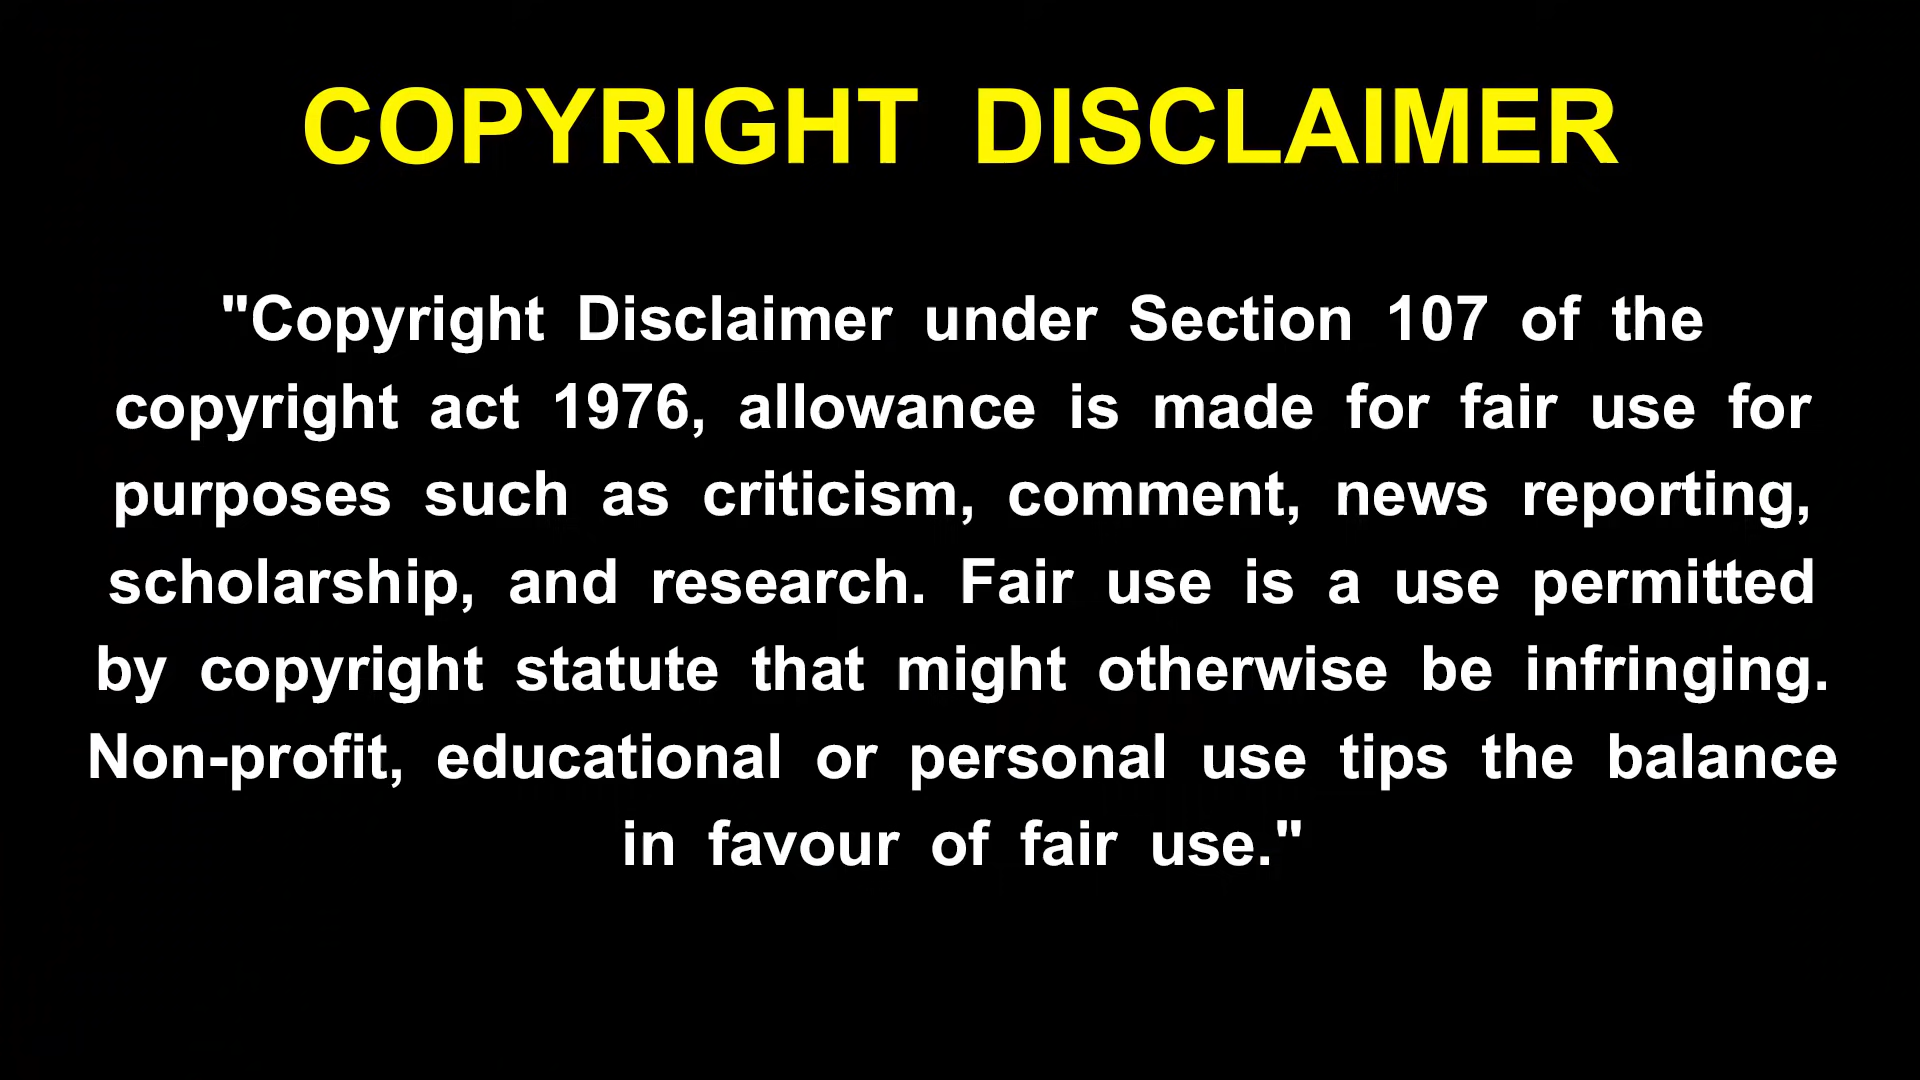 COPYRIGHT DISCLAIMER
"Copyright Disclaimer under Section 107 of the
copyright act 1976, allowance is made for fair use for
purposes such as criticism, comment, news reporting,
scholarship, and research. Fair use is a use permitted
by copyright statute that might otherwise be infringing.
Non-profit, educational or personal use tips the balance
in favour of fair use."